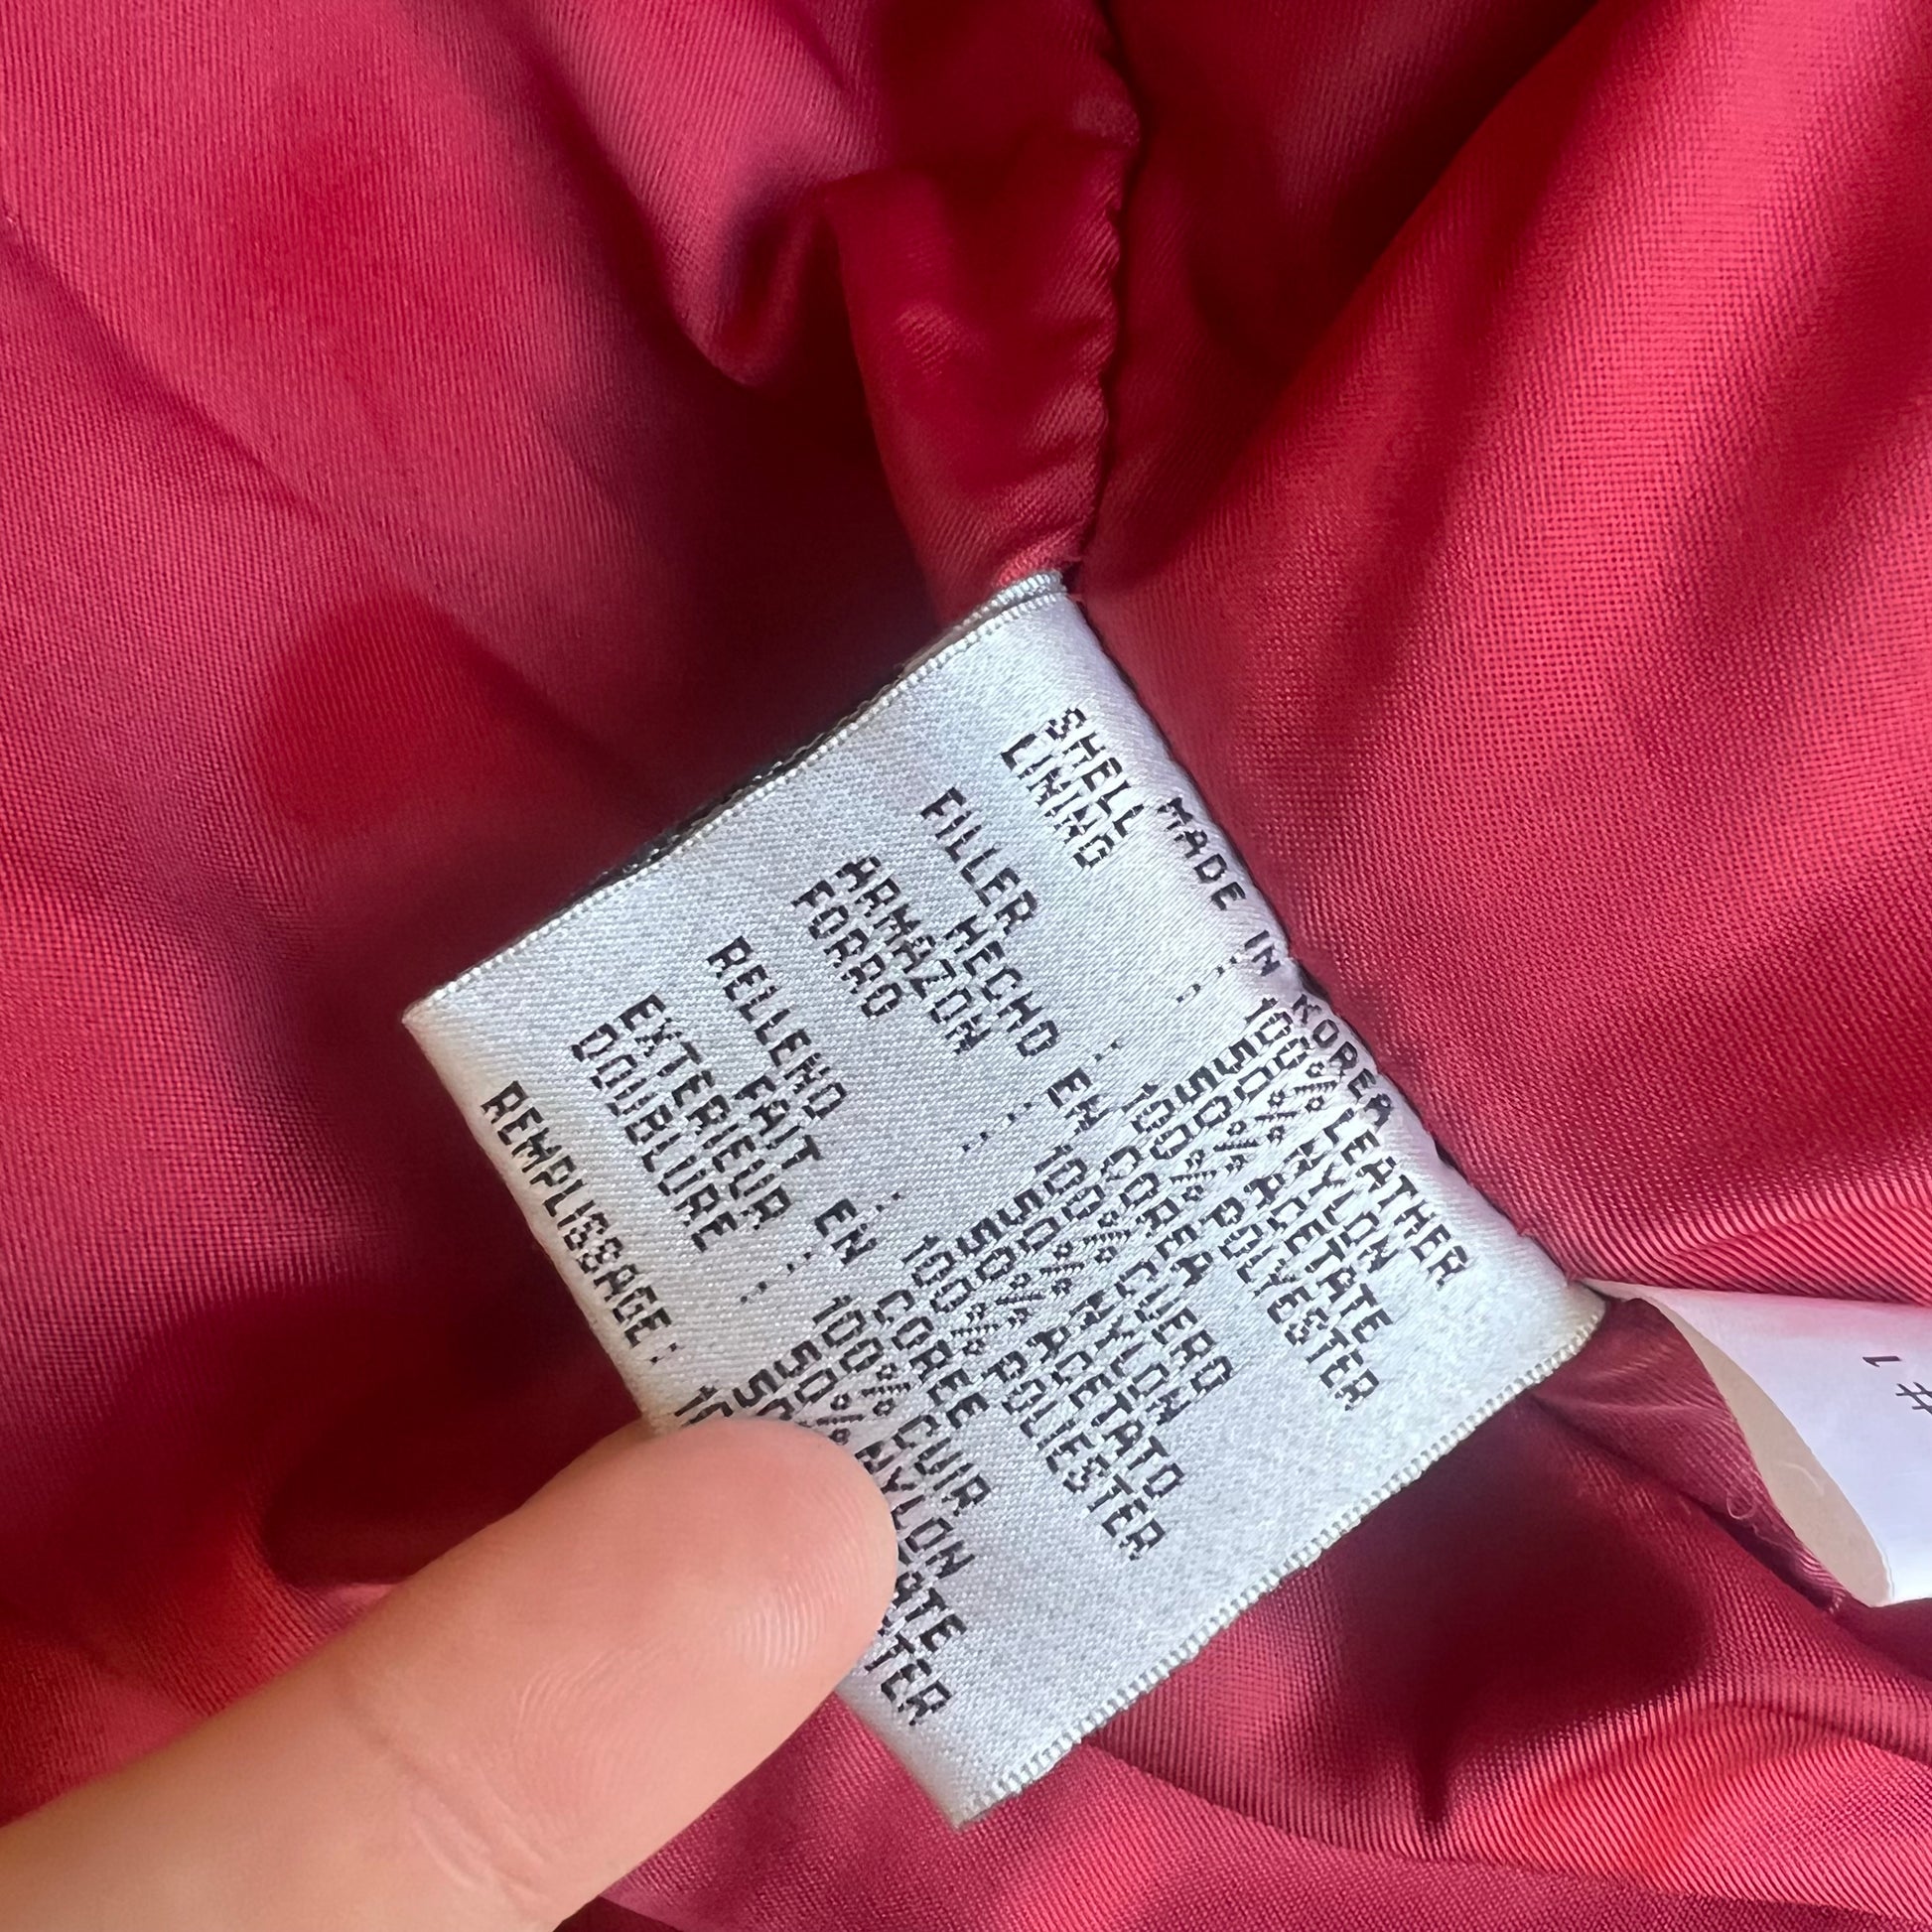 MADE IN KOREA
SHELL : 100% LEATHER
LINING : 50% NYLON
50% ACETATE
FILLER : 100% POLYESTER
HECHO EN COREA
ARMAZON : 100% CUERO
FORRO : 50% NYLON
50% ACETATO
RELLENO : 100% POLIESTER
FAIT EN COREE
EXTERIEUR : 100% CUIR
DOUBLURE : 50% NYLON
REMPLISSAGE :
#